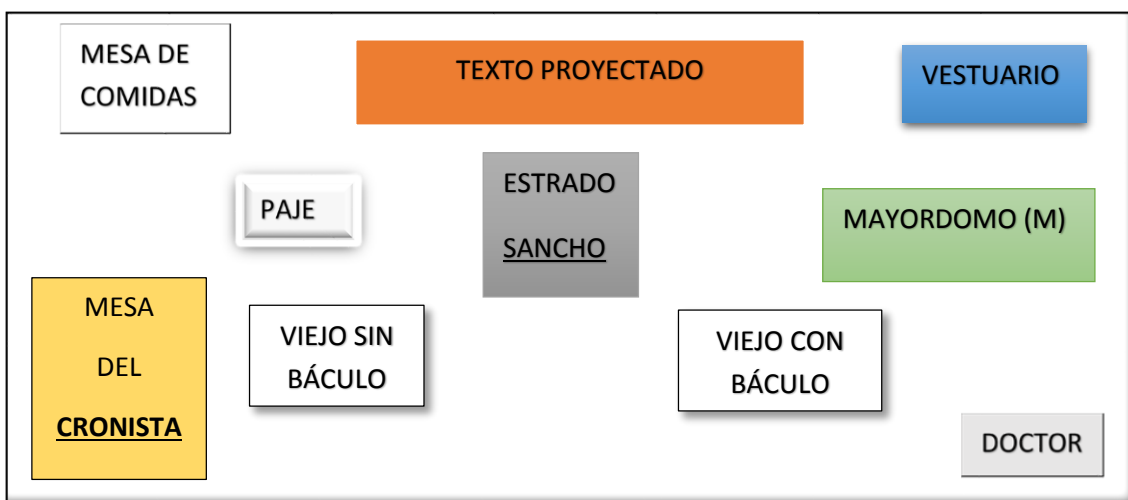 MESA DE
COMIDAS
TEXTO PROYECTADO
VESTUARIO
PAJE
ESTRADO
SANCHO
MAYORDOMO (M)
MESA
DEL
CRONISTA
VIEJO SIN
BÁCULO
VIEJO CON
BÁCULO
DOCTOR